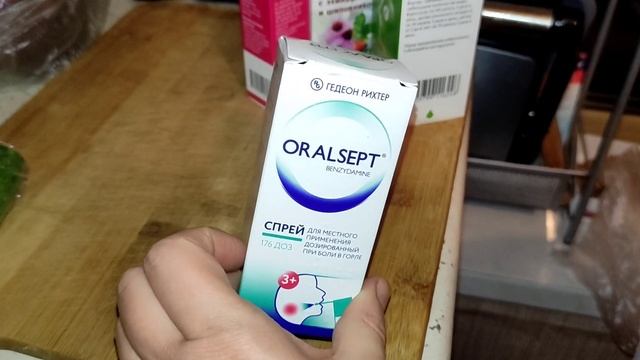 ГЕДЕОН РИХТЕР
ORALSEPT®
BENZYDAMINE
СПРЕЙ
176 ДОЗ
ДЛЯ МЕСТНОГО
ПРИМЕНЕНИЯ
ДОЗИРОВАННЫЙ
ПРИ БОЛИ В ГОРЛЕ
3+